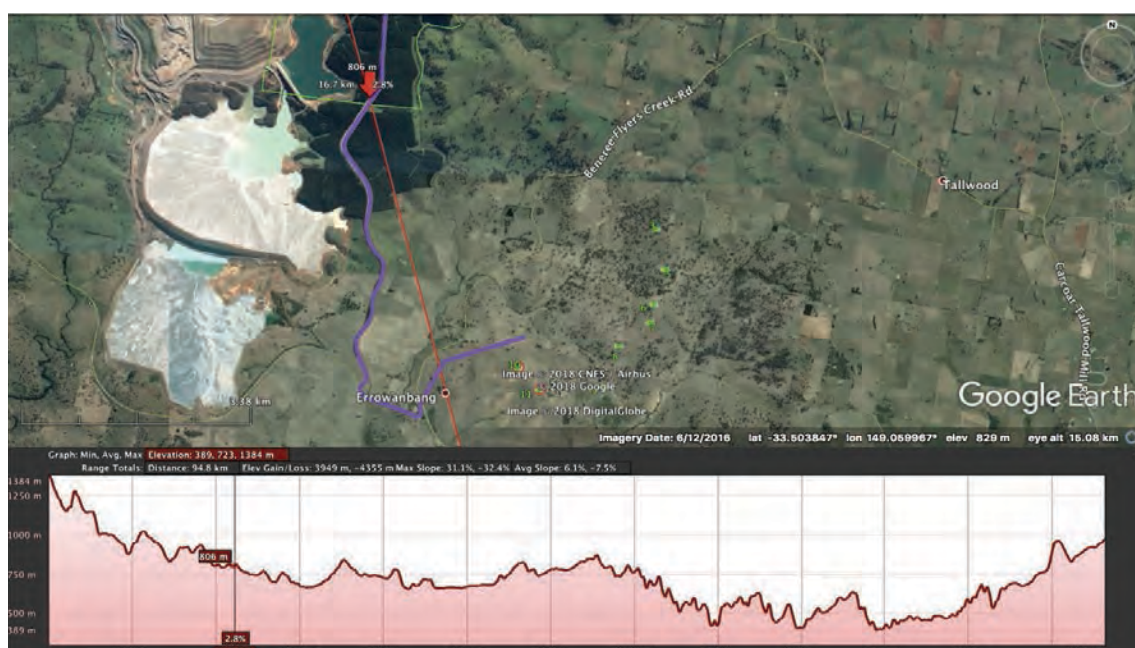 N
806 m
16.7 km 2.8%
Benetee-Flyers Creek Rd
Tallwood
Carcoar-Tallwood Mill Rd
Image © 2018 CNES / Airbus
© 2018 Google
Errowanbang
Image © 2018 DigitalGlobe
3.38 km
Google Earth
Imagery Date: 6/12/2016 lat -33.503847° lon 149.059967° elev 829 m eye alt 15.08 km
Graph: Min, Avg, Max Elevation: 389, 723, 1384 m
Range Totals: Distance: 94.8 km Elev Gain/Loss: 3949 m, -4355 m Max Slope: 31.1%, -32.4% Avg Slope: 6.1%, -7.5%
1384 m
1250 m
1000 m
806 m
750 m
500 m
389 m
2.8%